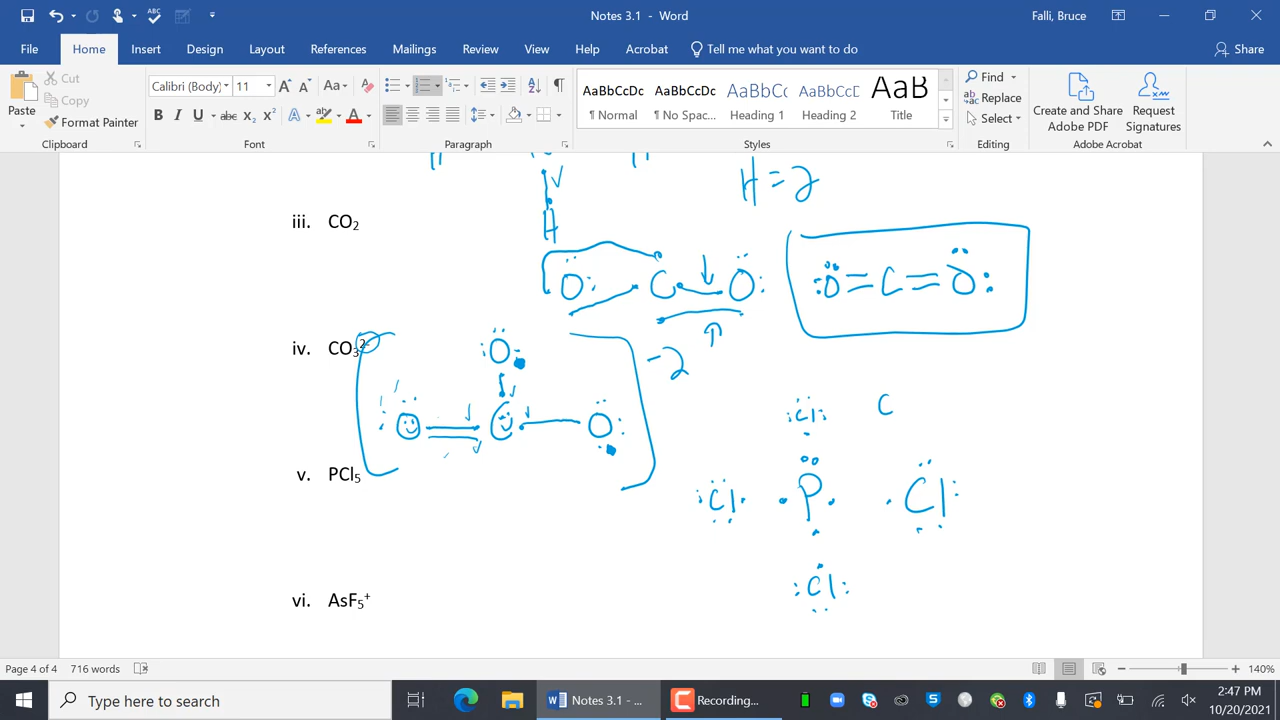 Notes 3.1 - Word
Falli, Bruce
File Home Insert Design Layout References Mailings Review View Help Acrobat Tell me what you want to do Share
Paste
Cut
Copy
Format Painter
Clipboard
Calibri (Body) 11
B I U abc x₂ x²
Font
Paragraph
AaBbCcDc AaBbCcDc AaBbCc AaBbCcD AaB
¶ Normal ¶ No Spac... Heading 1 Heading 2 Title
Styles
Find
Replace
Select
Editing
Create and Share Adobe PDF
Request Signatures
Adobe Acrobat
H H
H = 2
H
iii. CO₂
O C O
O = C = O
iv. CO₃²⁻
O
O C O
-2
v. PCl₅
Cl C
Cl P Cl
Cl
vi. AsF₅⁺
Page 4 of 4 716 words 140%
Type here to search
Notes 3.1 - ...
Recording...
2:47 PM
10/20/2021